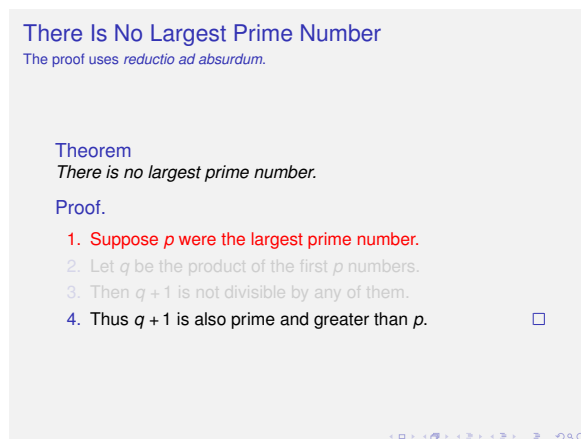 There Is No Largest Prime Number
The proof uses reductio ad absurdum.
Theorem
There is no largest prime number.
Proof.
1. Suppose p were the largest prime number.
2. Let q be the product of the first p numbers.
3. Then q + 1 is not divisible by any of them.
4. Thus q + 1 is also prime and greater than p.